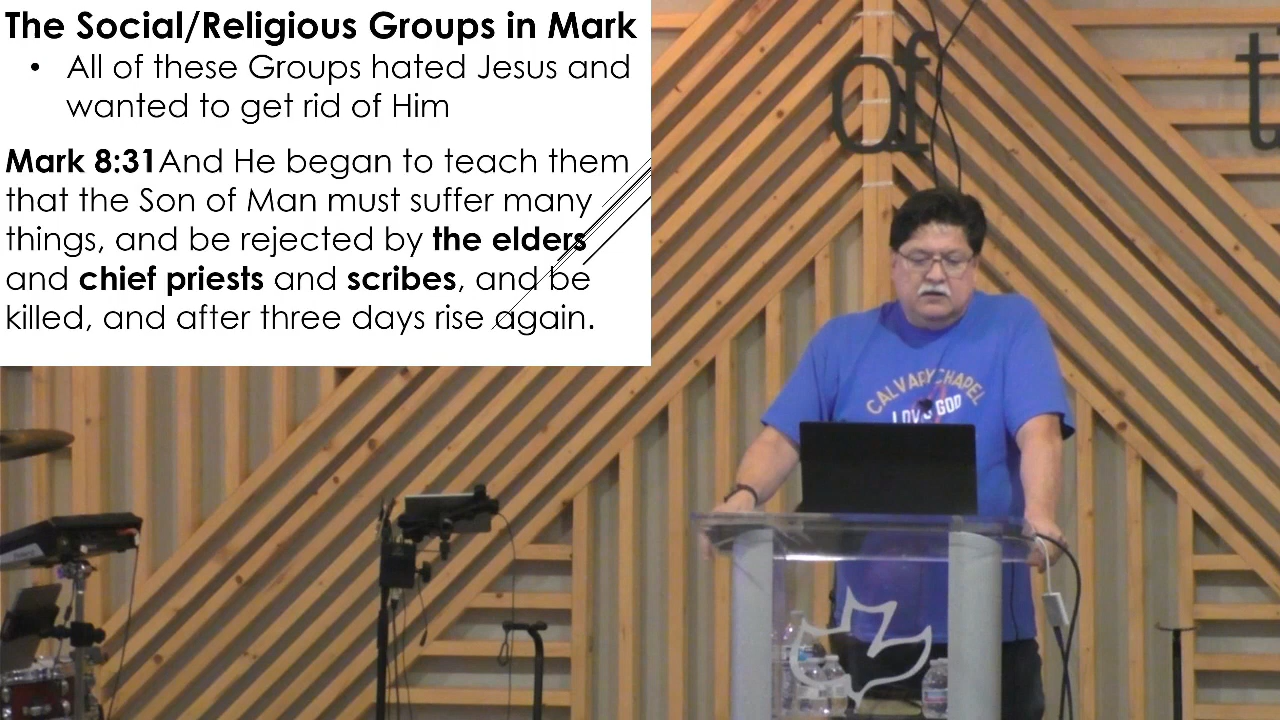 The Social/Religious Groups in Mark
• All of these Groups hated Jesus and
wanted to get rid of Him
Mark 8:31And He began to teach them
that the Son of Man must suffer many
things, and be rejected by the elders
and chief priests and scribes, and be
killed, and after three days rise again.
of t
CALVARY CHAPEL
LOVE GOD